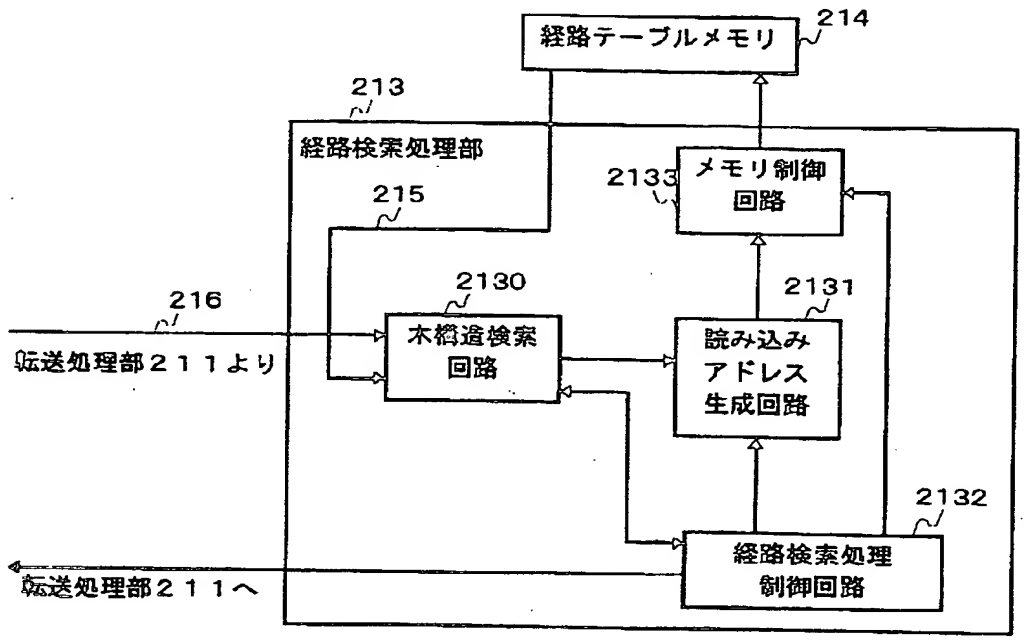 経路テーブルメモリ
214
213
経路検索処理部
メモリ制御
回路
2133
215
2130
2131
216
木構造検索
回路
読み込み
アドレス
生成回路
転送処理部211より
2132
経路検索処理
制御回路
転送処理部211へ